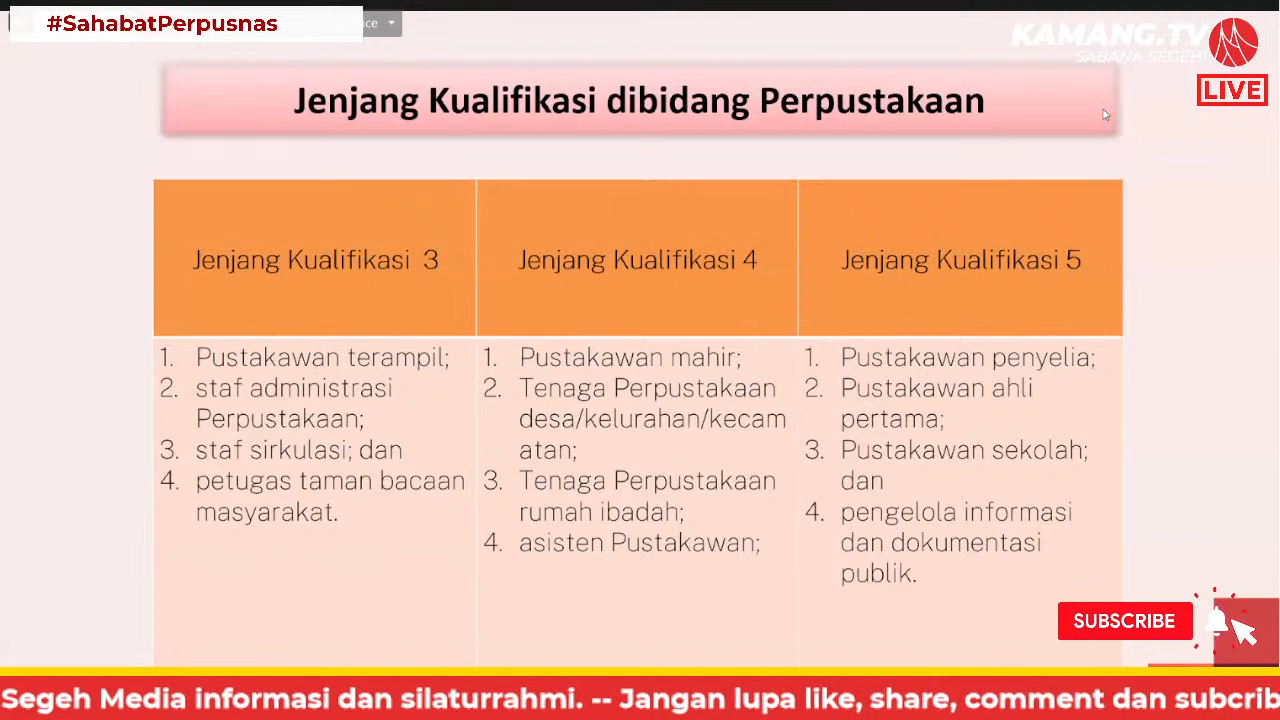 #SahabatPerpusnas
KAMANG.TV
SABANA SEGEH
LIVE
Jenjang Kualifikasi dibidang Perpustakaan
Jenjang Kualifikasi 3
Jenjang Kualifikasi 4
Jenjang Kualifikasi 5
1. Pustakawan terampil;
2. staf administrasi
Perpustakaan;
3. staf sirkulasi; dan
4. petugas taman bacaan
masyarakat.
1. Pustakawan mahir;
2. Tenaga Perpustakaan
desa/kelurahan/kecam
atan;
3. Tenaga Perpustakaan
rumah ibadah;
4. asisten Pustakawan;
1. Pustakawan penyelia;
2. Pustakawan ahli
pertama;
3. Pustakawan sekolah;
dan
4. pengelola informasi
dan dokumentasi
publik.
SUBSCRIBE
Segeh Media informasi dan silaturrahmi. -- Jangan lupa like, share, comment dan subcrib